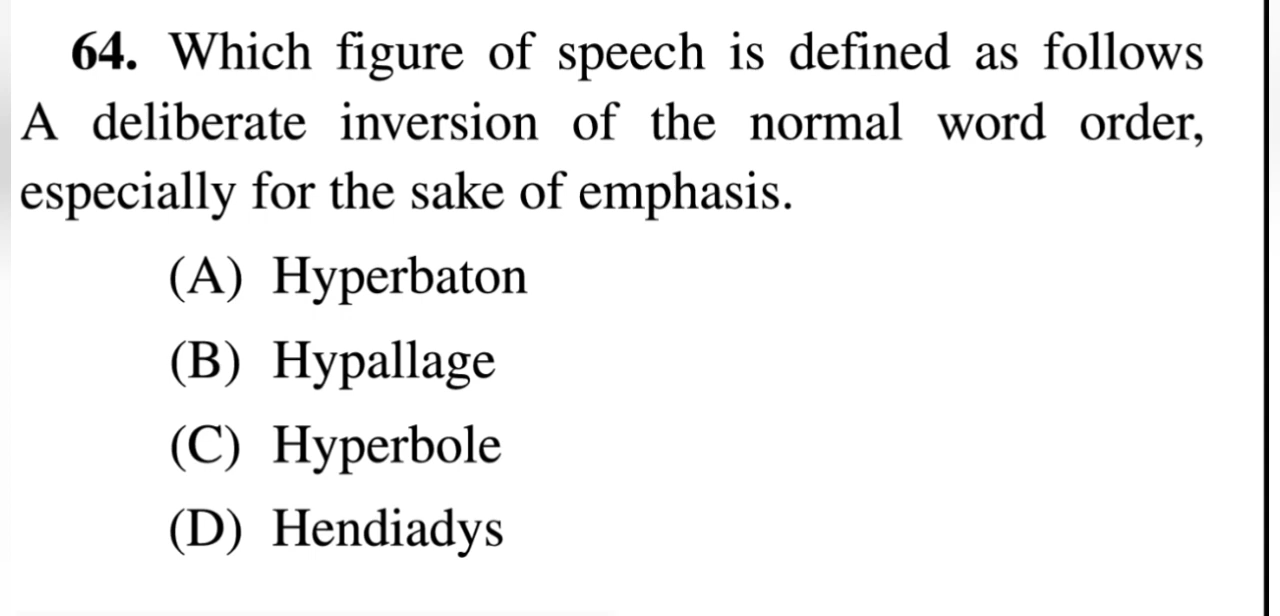 64. Which figure of speech is defined as follows
A deliberate inversion of the normal word order,
especially for the sake of emphasis.
(A) Hyperbaton
(B) Hypallage
(C) Hyperbole
(D) Hendiadys